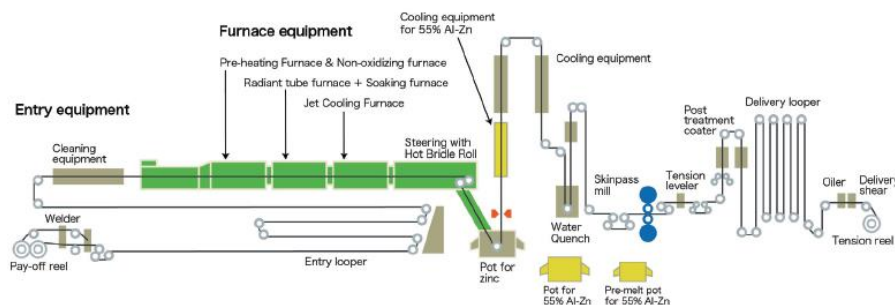 Furnace equipment
Cooling equipment
for 55% Al-Zn
Cooling equipment
Pre-heating Furnace & Non-oxidizing furnace
Radiant tube furnace + Soaking furnace
Jet Cooling Furnace
Entry equipment
Cleaning
equipment
Steering with
Hot Bridle Roll
Post
treatment
coater
Delivery looper
Skinpass
mill
Tension
leveler
Oiler
Delivery
shear
Welder
Pay-off reel
Entry looper
Pot for
zinc
Water
Quench
Tension reel
Pot for
55% Al-Zn
Pre-melt pot
for 55% Al-Zn